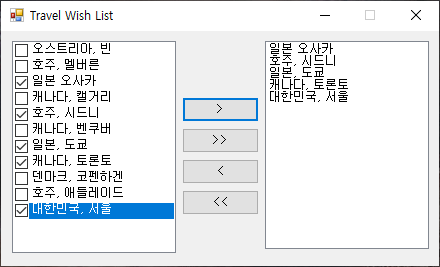 Travel Wish List
오스트리아, 빈
호주, 멜버른
일본 오사카
캐나다, 캘거리
호주, 시드니
캐나다, 벤쿠버
일본, 도쿄
캐나다, 토론토
덴마크, 코펜하겐
호주, 애들레이드
대한민국, 서울
>
>>
<
<<
일본 오사카
호주, 시드니
일본, 도쿄
캐나다, 토론토
대한민국, 서울